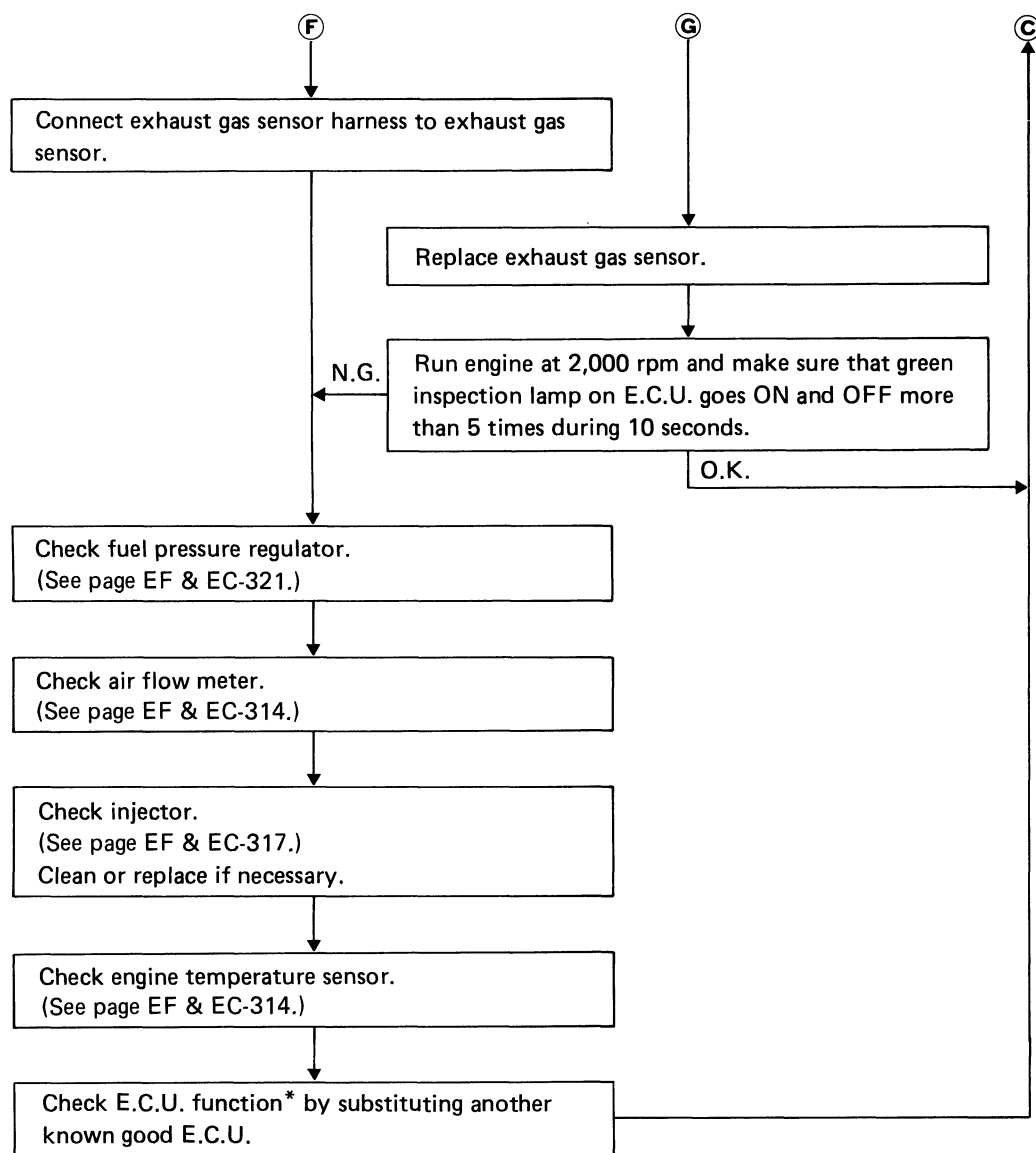 F
G
C
Connect exhaust gas sensor harness to exhaust gas
sensor.
Replace exhaust gas sensor.
N.G.
Run engine at 2,000 rpm and make sure that green
inspection lamp on E.C.U. goes ON and OFF more
than 5 times during 10 seconds.
O.K.
Check fuel pressure regulator.
(See page EF & EC-321.)
Check air flow meter.
(See page EF & EC-314.)
Check injector.
(See page EF & EC-317.)
Clean or replace if necessary.
Check engine temperature sensor.
(See page EF & EC-314.)
Check E.C.U. function* by substituting another
known good E.C.U.